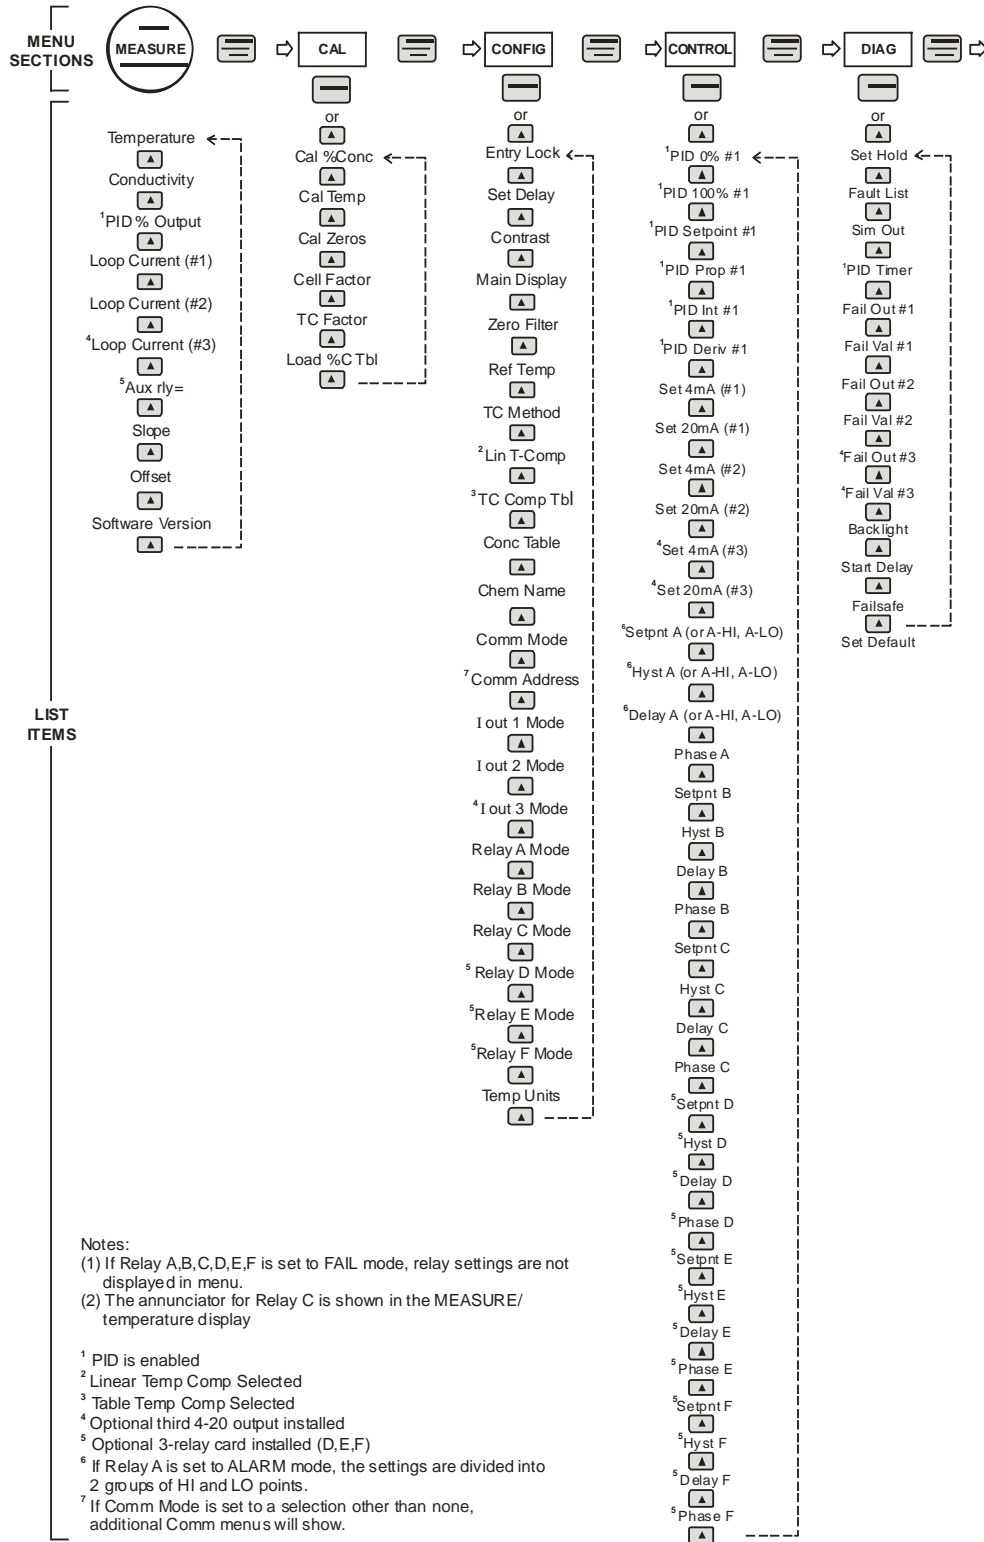 MENU
SECTIONS
MEASURE
CAL
CONFIG
CONTROL
DIAG
LIST
ITEMS
Temperature
Conductivity
¹PID % Output
Loop Current (#1)
Loop Current (#2)
⁴Loop Current (#3)
⁵Aux rly=
Slope
Offset
Software Version
or
Cal %Conc
Cal Temp
Cal Zeros
Cell Factor
TC Factor
Load %C Tbl
or
Entry Lock
Set Delay
Contrast
Main Display
Zero Filter
Ref Temp
TC Method
²Lin T-Comp
³TC Comp Tbl
Conc Table
Chem Name
Comm Mode
⁷Comm Address
I out 1 Mode
I out 2 Mode
⁴I out 3 Mode
Relay A Mode
Relay B Mode
Relay C Mode
⁵Relay D Mode
⁵Relay E Mode
⁵Relay F Mode
Temp Units
or
¹PID 0% #1
¹PID 100% #1
¹PID Setpoint #1
¹PID Prop #1
¹PID Int #1
¹PID Deriv #1
Set 4mA (#1)
Set 20mA (#1)
Set 4mA (#2)
Set 20mA (#2)
⁴Set 4mA (#3)
⁴Set 20mA (#3)
⁶Setpnt A (or A-HI, A-LO)
⁶Hyst A (or A-HI, A-LO)
⁶Delay A (or A-HI, A-LO)
Phase A
Setpnt B
Hyst B
Delay B
Phase B
Setpnt C
Hyst C
Delay C
Phase C
⁵Setpnt D
⁵Hyst D
⁵Delay D
⁵Phase D
⁵Setpnt E
⁵Hyst E
⁵Delay E
⁵Phase E
⁵Setpnt F
⁵Hyst F
⁵Delay F
⁵Phase F
or
Set Hold
Fault List
Sim Out
¹PID Timer
Fail Out #1
Fail Val #1
Fail Out #2
Fail Val #2
⁴Fail Out #3
⁴Fail Val #3
Backlight
Start Delay
Failsafe
Set Default
Notes:
(1) If Relay A,B,C,D,E,F is set to FAIL mode, relay settings are not
displayed in menu.
(2) The annunciator for Relay C is shown in the MEASURE/
temperature display
¹ PID is enabled
² Linear Temp Comp Selected
³ Table Temp Comp Selected
⁴ Optional third 4-20 output installed
⁵ Optional 3-relay card installed (D,E,F)
⁶ If Relay A is set to ALARM mode, the settings are divided into
2 groups of HI and LO points.
⁷ If Comm Mode is set to a selection other than none,
additional Comm menus will show.